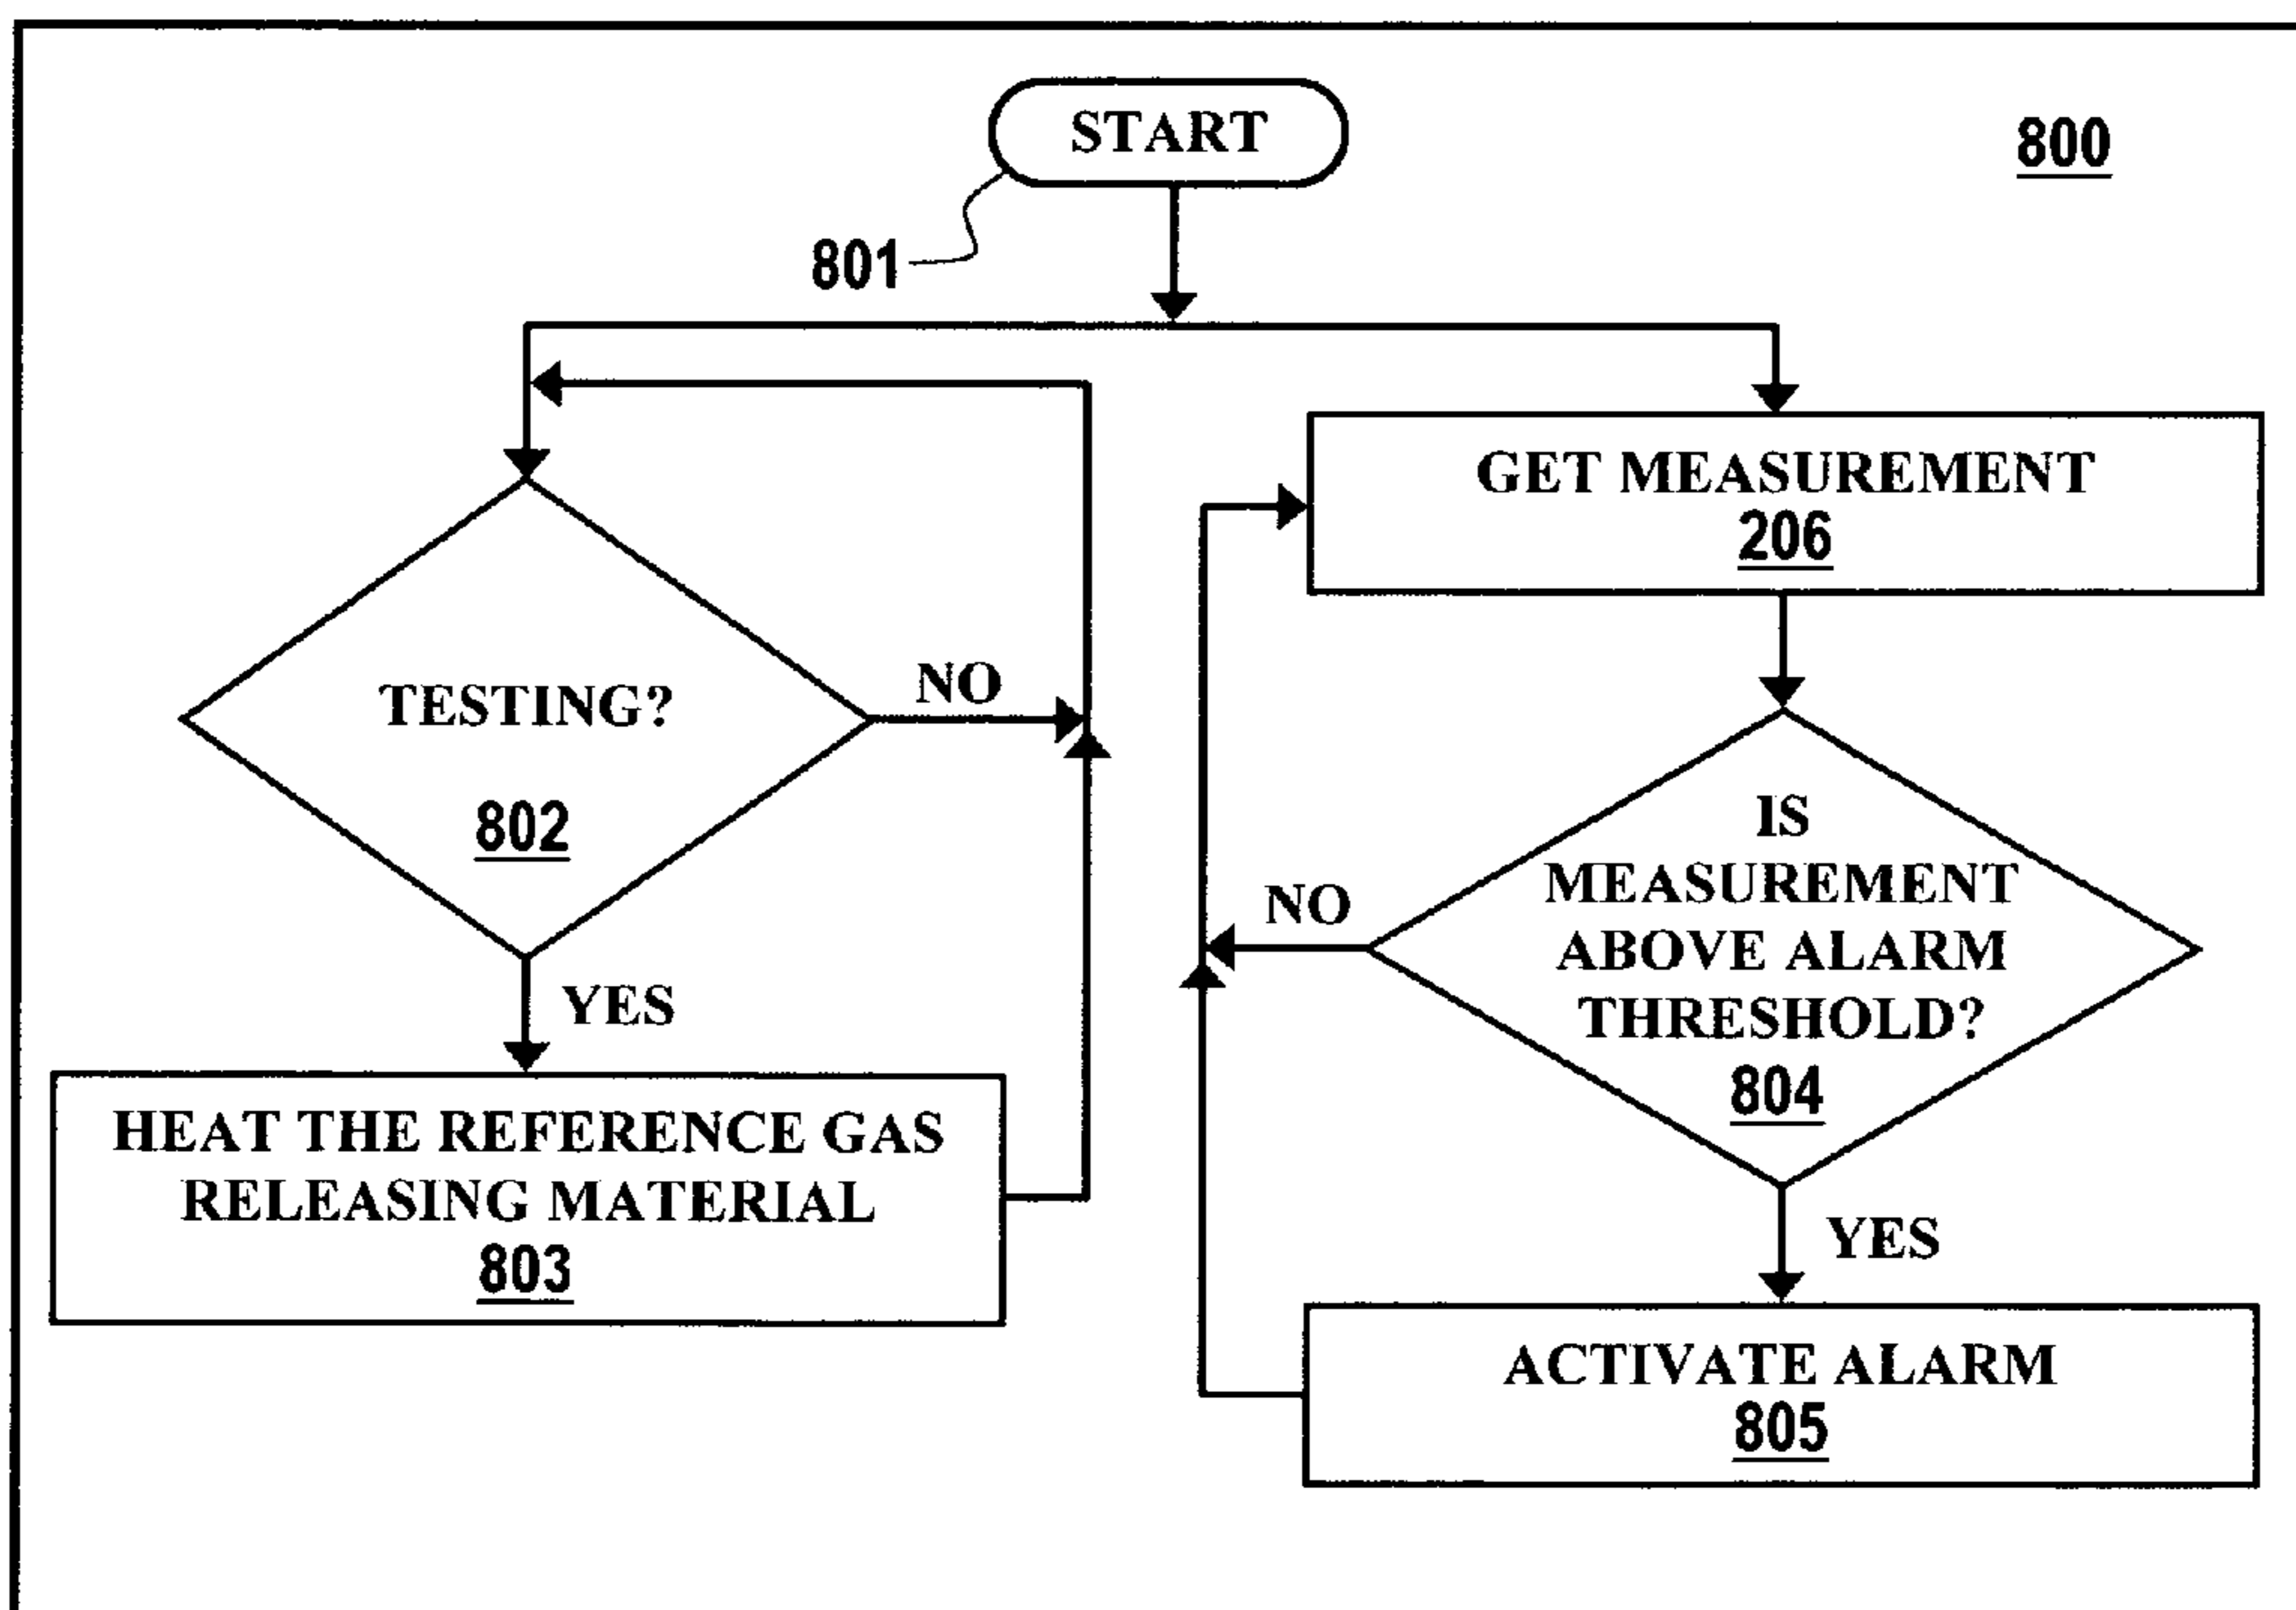 START
800
801
TESTING?
802
NO
YES
HEAT THE REFERENCE GAS
RELEASING MATERIAL
803
GET MEASUREMENT
206
IS
MEASUREMENT
ABOVE ALARM
THRESHOLD?
804
NO
YES
ACTIVATE ALARM
805